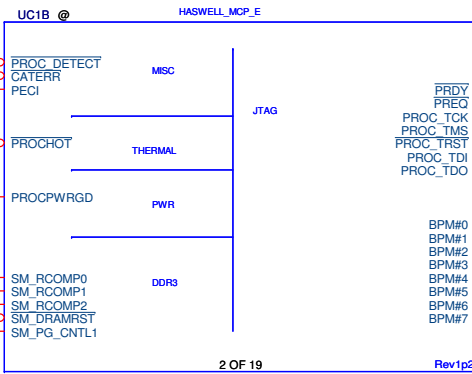 UC1B @
HASWELL_MCP_E
PROC_DETECT
CATERR
PECI
PROCHOT
PROCPWRGD
SM_RCOMP0
SM_RCOMP1
SM_RCOMP2
SM_DRAMRST
SM_PG_CNTL1
MISC
THERMAL
PWR
DDR3
JTAG
PRDY
PREQ
PROC_TCK
PROC_TMS
PROC_TRST
PROC_TDI
PROC_TDO
BPM#0
BPM#1
BPM#2
BPM#3
BPM#4
BPM#5
BPM#6
BPM#7
2 OF 19
Rev1p2